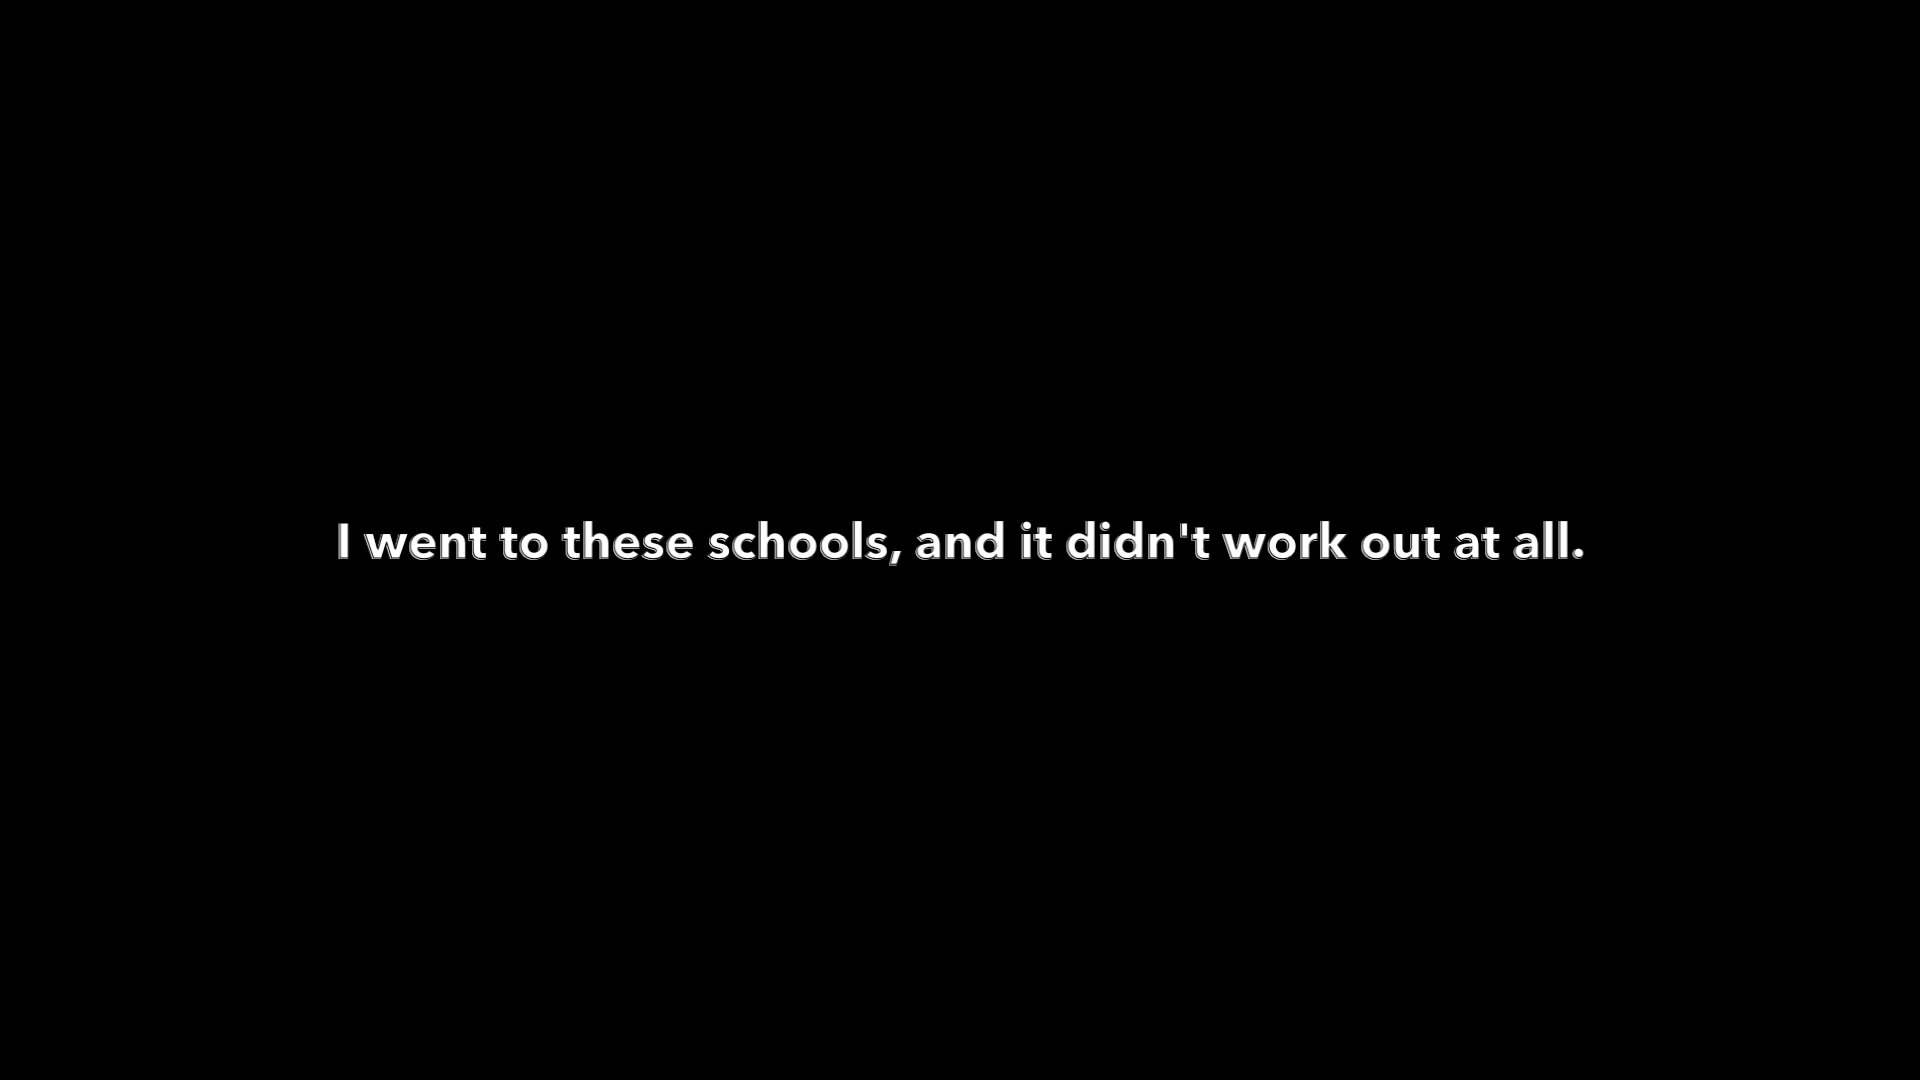 I went to these schools, and it didn't work out at all.